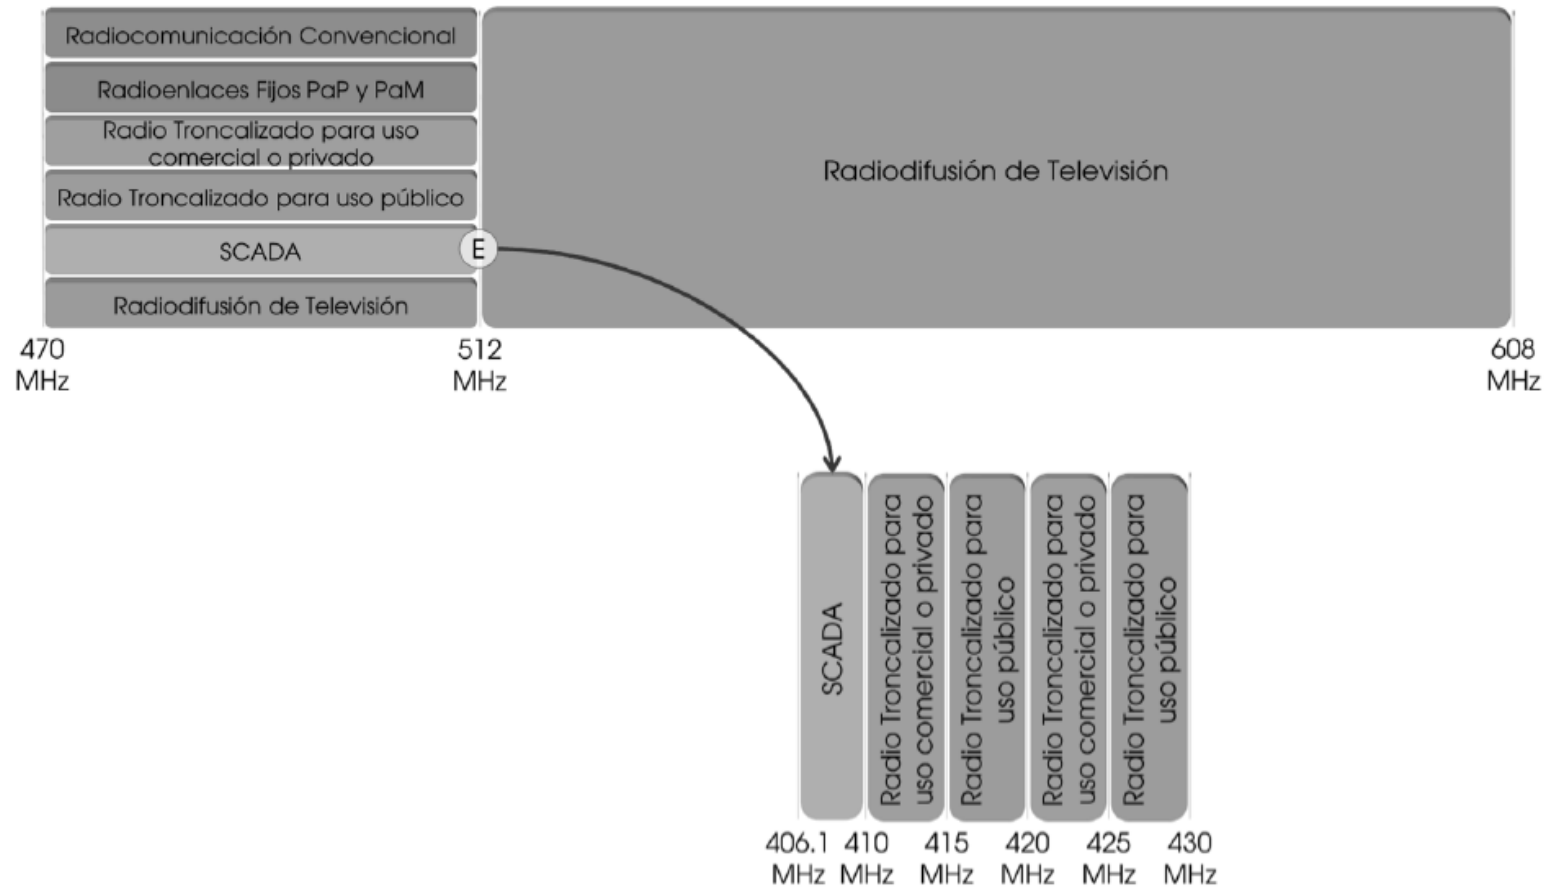 Radiocomunicación Convencional
Radioenlaces Fijos PaP y PaM
Radio Troncalizado para uso
comercial o privado
Radio Troncalizado para uso público
SCADA
E
Radiodifusión de Televisión
Radiodifusión de Televisión
470
MHz
512
MHz
608
MHz
SCADA
Radio Troncalizado para
uso comercial o privado
Radio Troncalizado para
uso público
Radio Troncalizado para
uso comercial o privado
Radio Troncalizado para
uso público
406.1
MHz
410
MHz
415
MHz
420
MHz
425
MHz
430
MHz